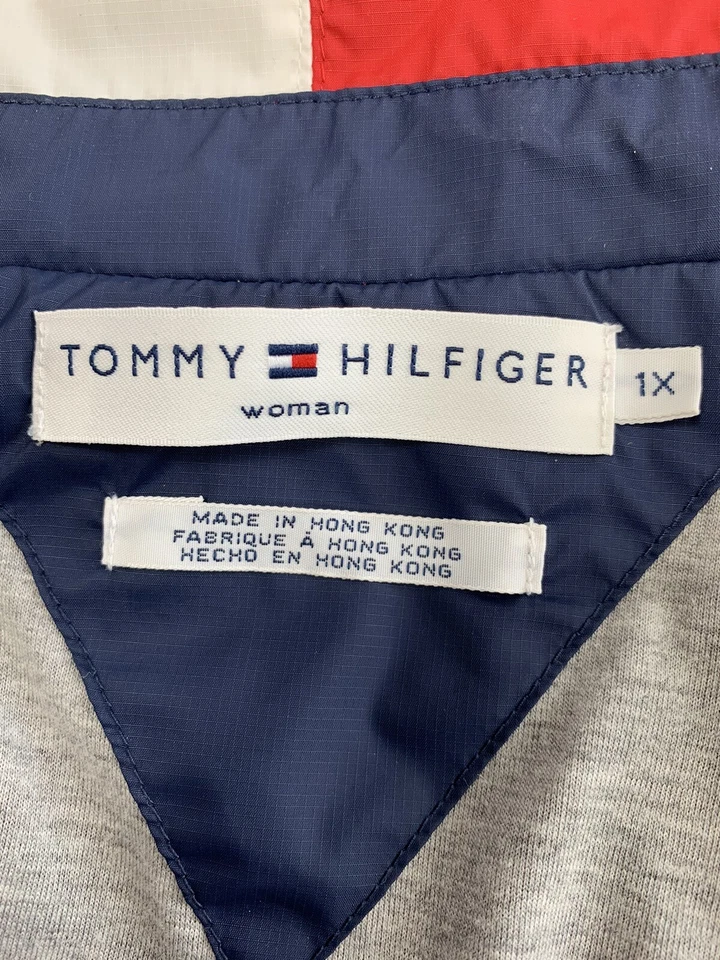 TOMMY HILFIGER
woman
1X
MADE IN HONG KONG
FABRIQUE À HONG KONG
HECHO EN HONG KONG